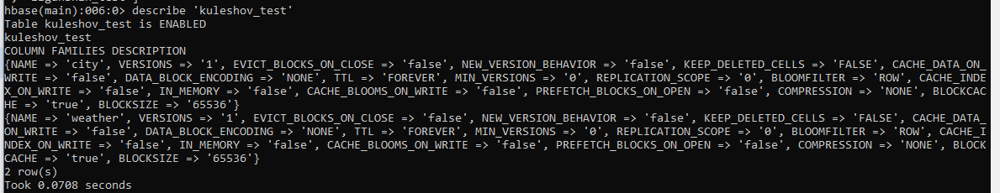 hbase(main):006:0> describe 'kuleshov_test'
Table kuleshov_test is ENABLED
kuleshov_test
COLUMN FAMILIES DESCRIPTION
{NAME => 'city', VERSIONS => '1', EVICT_BLOCKS_ON_CLOSE => 'false', NEW_VERSION_BEHAVIOR => 'false', KEEP_DELETED_CELLS => 'FALSE', CACHE_DATA_ON_
WRITE => 'false', DATA_BLOCK_ENCODING => 'NONE', TTL => 'FOREVER', MIN_VERSIONS => '0', REPLICATION_SCOPE => '0', BLOOMFILTER => 'ROW', CACHE_INDE
X_ON_WRITE => 'false', IN_MEMORY => 'false', CACHE_BLOOMS_ON_WRITE => 'false', PREFETCH_BLOCKS_ON_OPEN => 'false', COMPRESSION => 'NONE', BLOCKCAC
HE => 'true', BLOCKSIZE => '65536'}
{NAME => 'weather', VERSIONS => '1', EVICT_BLOCKS_ON_CLOSE => 'false', NEW_VERSION_BEHAVIOR => 'false', KEEP_DELETED_CELLS => 'FALSE', CACHE_DATA_
ON_WRITE => 'false', DATA_BLOCK_ENCODING => 'NONE', TTL => 'FOREVER', MIN_VERSIONS => '0', REPLICATION_SCOPE => '0', BLOOMFILTER => 'ROW', CACHE_I
NDEX_ON_WRITE => 'false', IN_MEMORY => 'false', CACHE_BLOOMS_ON_WRITE => 'false', PREFETCH_BLOCKS_ON_OPEN => 'false', COMPRESSION => 'NONE', BLOCK
CACHE => 'true', BLOCKSIZE => '65536'}
2 row(s)
Took 0.0708 seconds